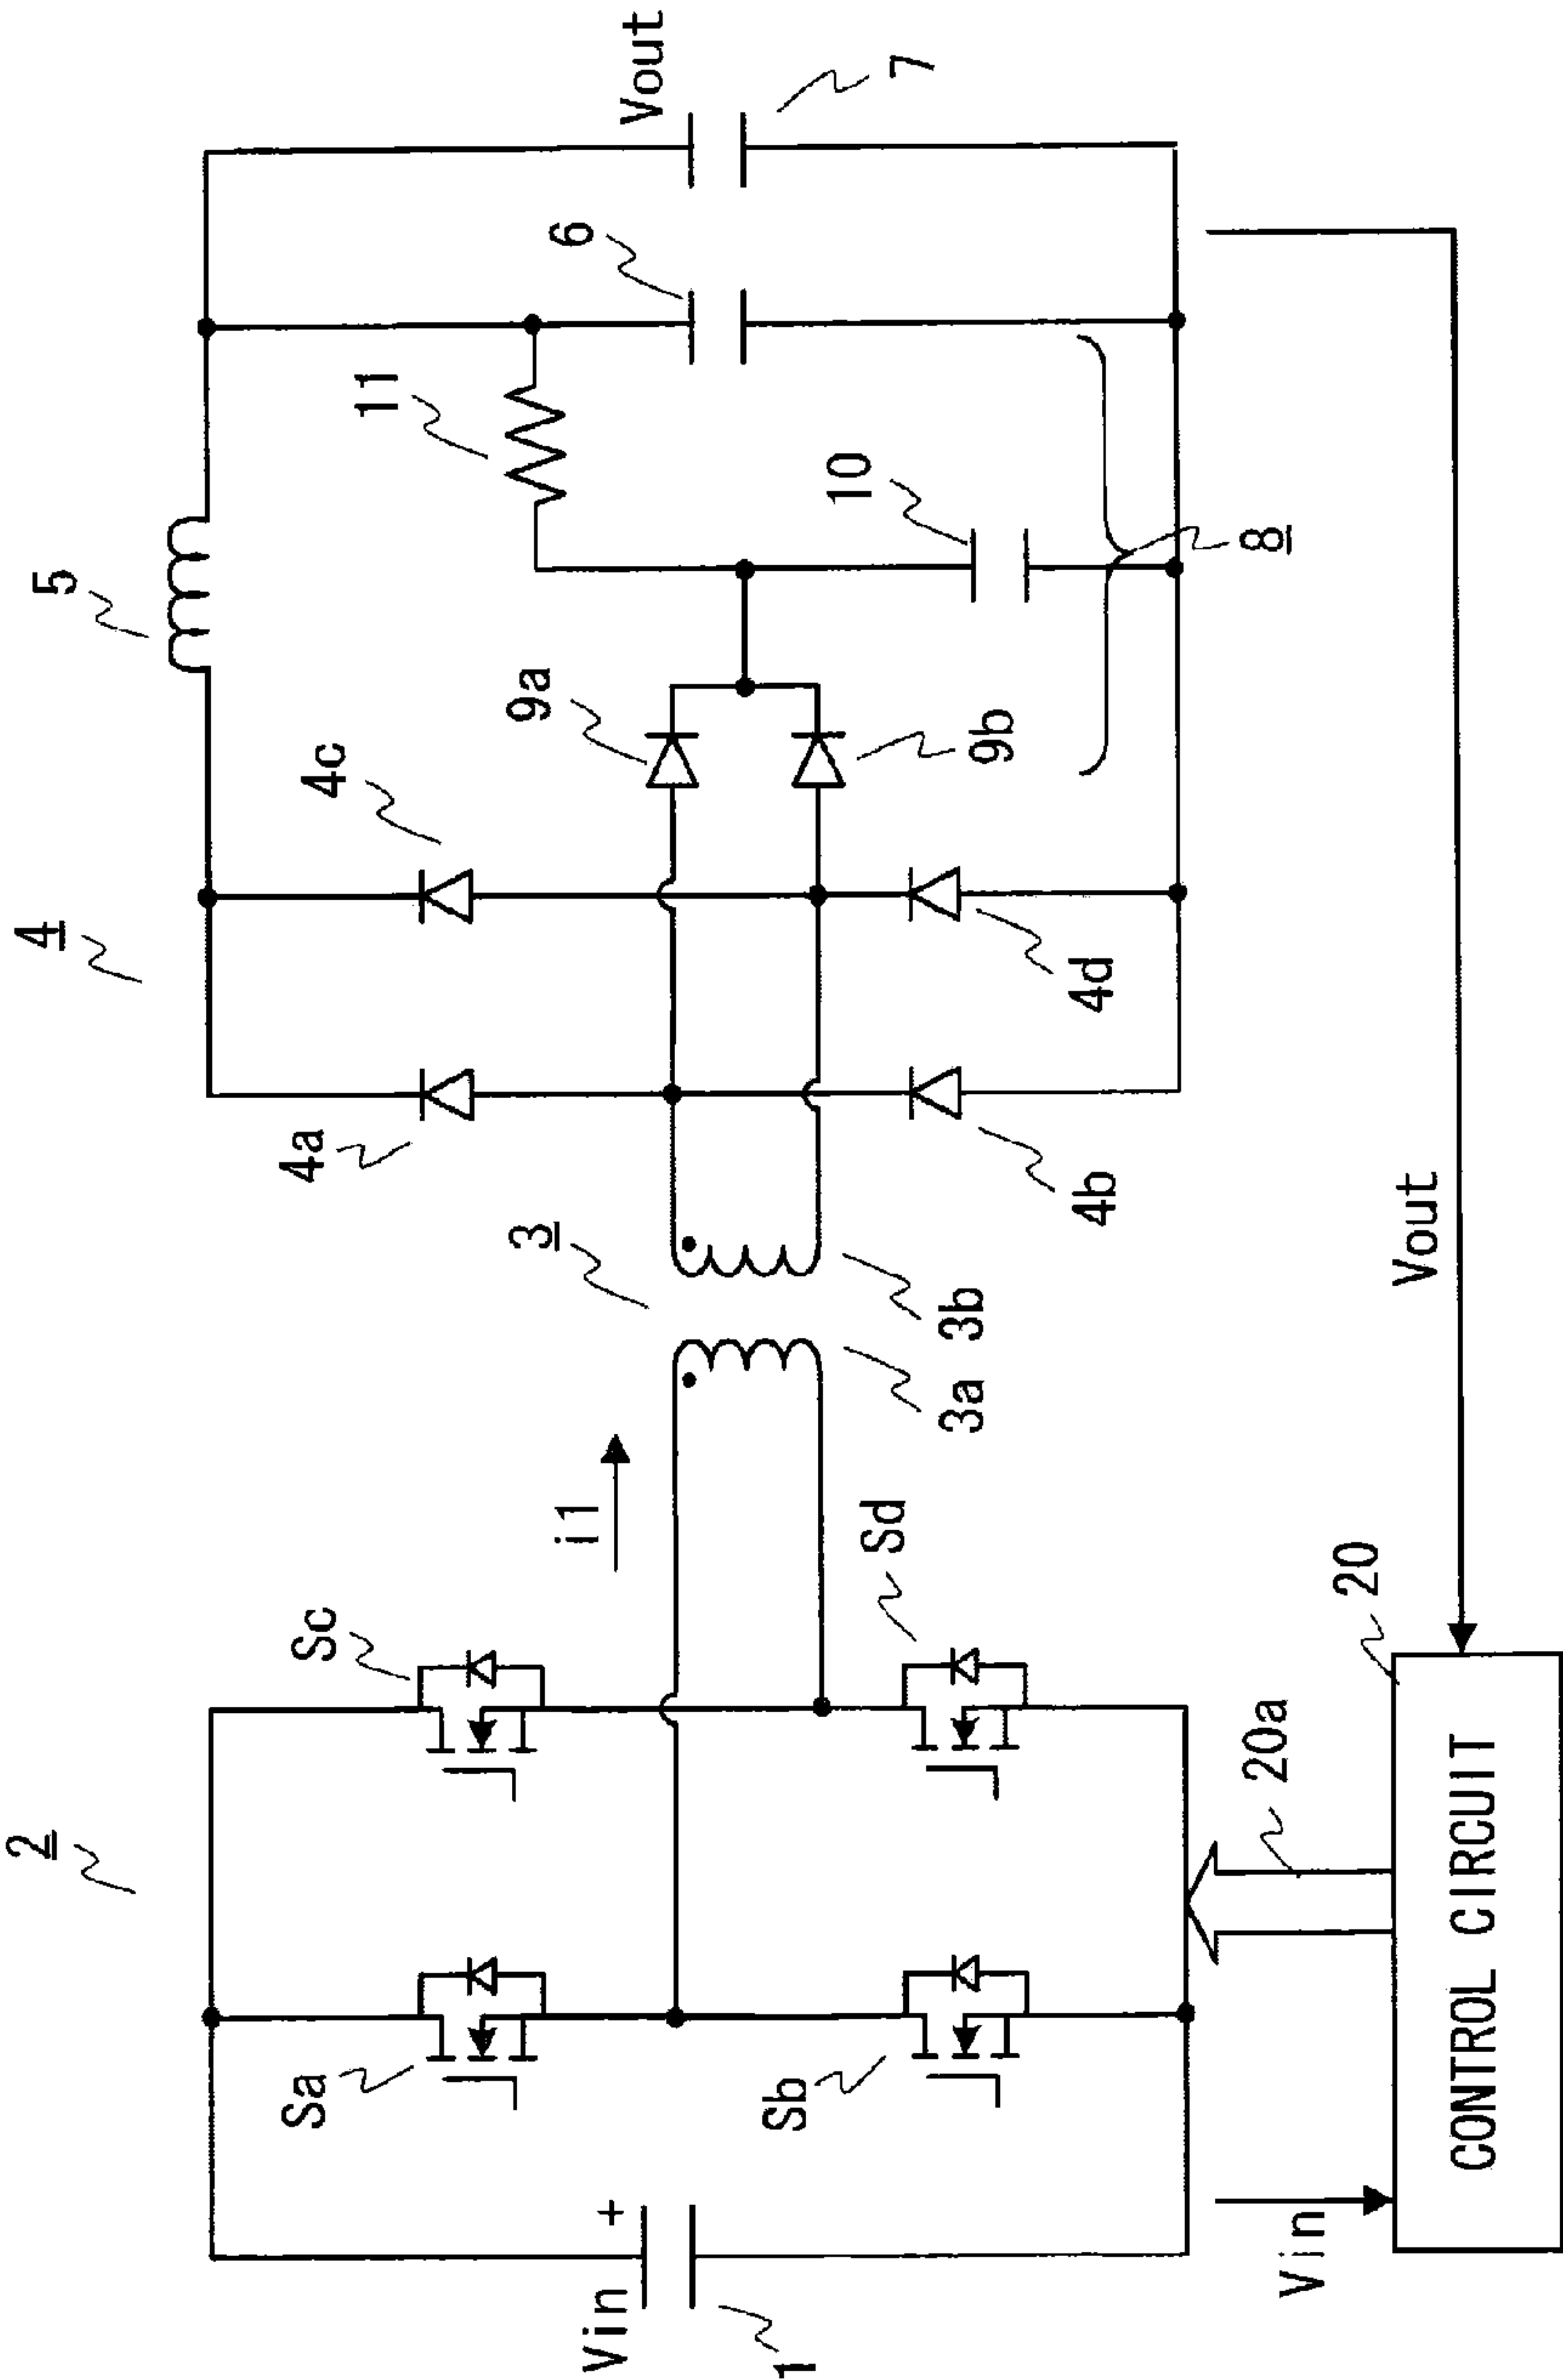 2
4
5
Sa
Sc
4a
4c
11
6
Vout
i1
3
9a
Vin
+
1
Sb
Sd
3a
3b
4b
4d
9b
10
7
8
Vin
20a
20
Vout
CONTROL CIRCUIT